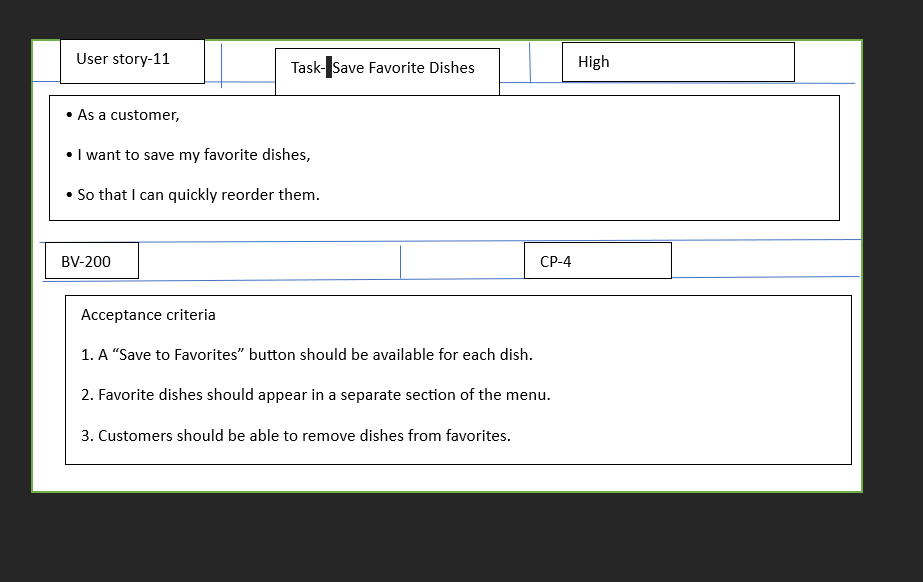 User story-11
Task- Save Favorite Dishes
High
• As a customer,
• I want to save my favorite dishes,
• So that I can quickly reorder them.
BV-200
CP-4
Acceptance criteria
1. A “Save to Favorites” button should be available for each dish.
2. Favorite dishes should appear in a separate section of the menu.
3. Customers should be able to remove dishes from favorites.